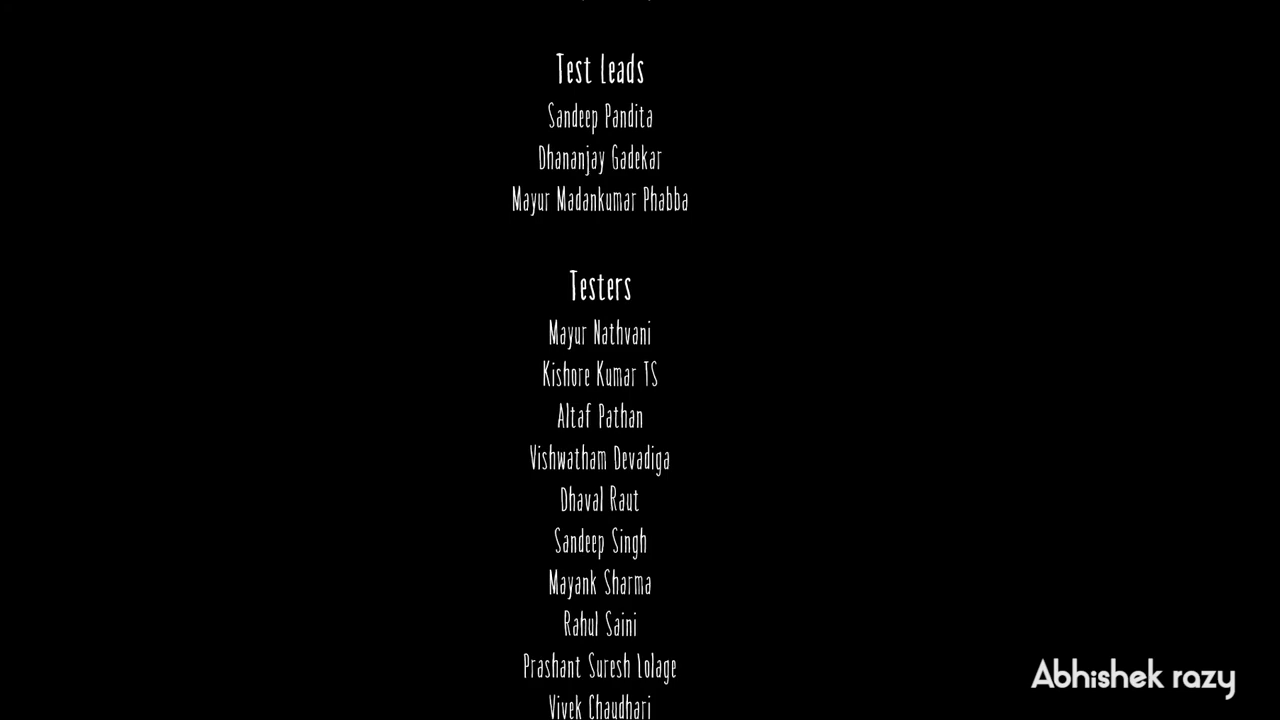 Test Leads
Sandeep Pandita
Dhananjay Gadekar
Mayur Madankumar Phabba
Testers
Mayur Nathvani
Kishore Kumar TS
Altaf Pathan
Vishwatham Devadiga
Dhaval Raut
Sandeep Singh
Mayank Sharma
Rahul Saini
Prashant Suresh Lolage
Vivek Chaudhari
Abhishek razy